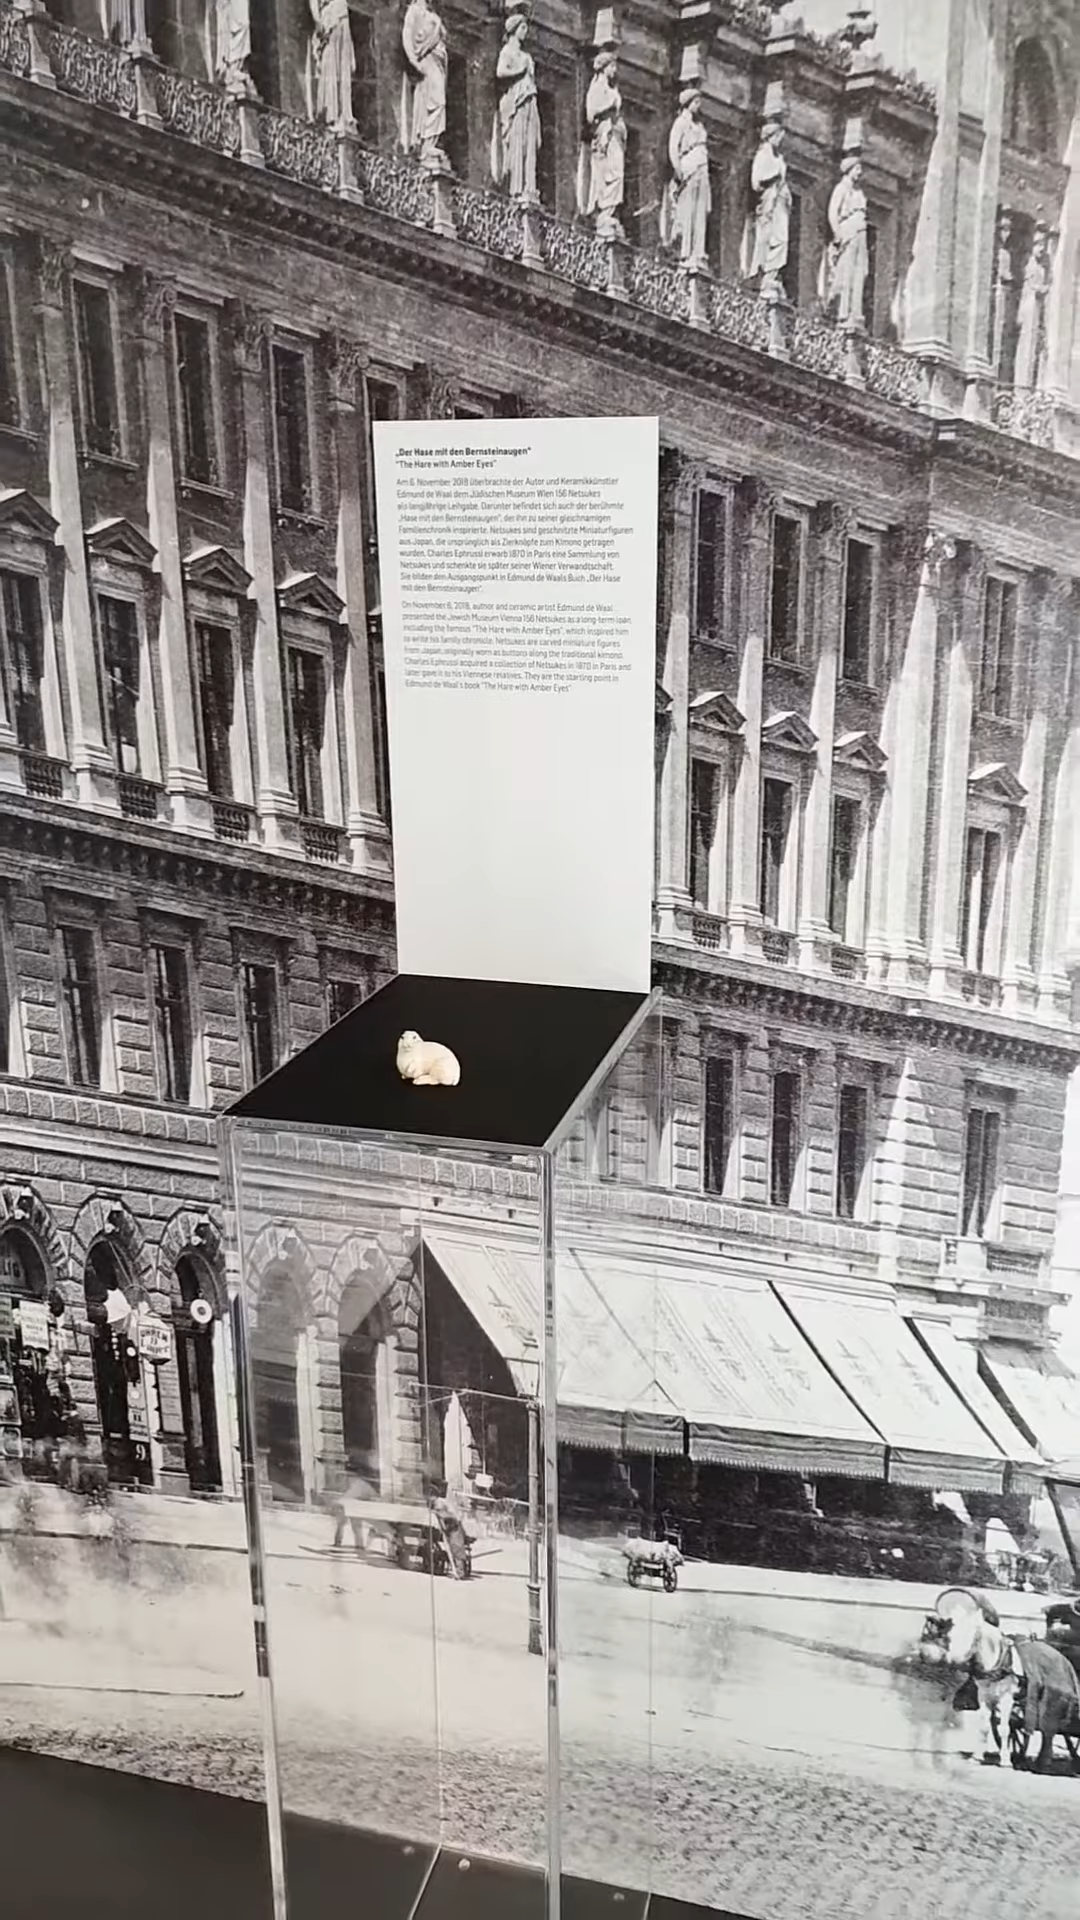 „Der Hase mit den Bernsteinaugen“
“The Hare with Amber Eyes”
Am 6. November 2018 überbrachte der Autor und Keramikkünstler
Edmund de Waal dem Jüdischen Museum Wien 156 Netsukes
als langjährige Leihgabe. Darunter befindet sich auch der berühmte
„Hase mit den Bernsteinaugen“, der ihn zu seiner gleichnamigen
Familienchronik inspirierte. Netsukes sind geschnitzte Miniaturfiguren
aus Japan, die ursprünglich als Zierknöpfe zum Kimono getragen
wurden. Charles Ephrussi erwarb 1870 in Paris eine Sammlung von
Netsukes und schenkte sie später seiner Wiener Verwandtschaft.
Sie bilden den Ausgangspunkt in Edmund de Waals Buch „Der Hase
mit den Bernsteinaugen“.
On November 6, 2018, author and ceramic artist Edmund de Waal
presented the Jewish Museum Vienna 156 Netsukes as a long-term loan,
including the famous “The Hare with Amber Eyes”, which inspired him
to write his family chronicle. Netsukes are carved miniature figures
from Japan, originally worn as buttons along the traditional kimono.
Charles Ephrussi acquired a collection of Netsukes in 1870 in Paris and
later gave it to his Viennese relatives. They are the starting point in
Edmund de Waal's book “The Hare with Amber Eyes”
9